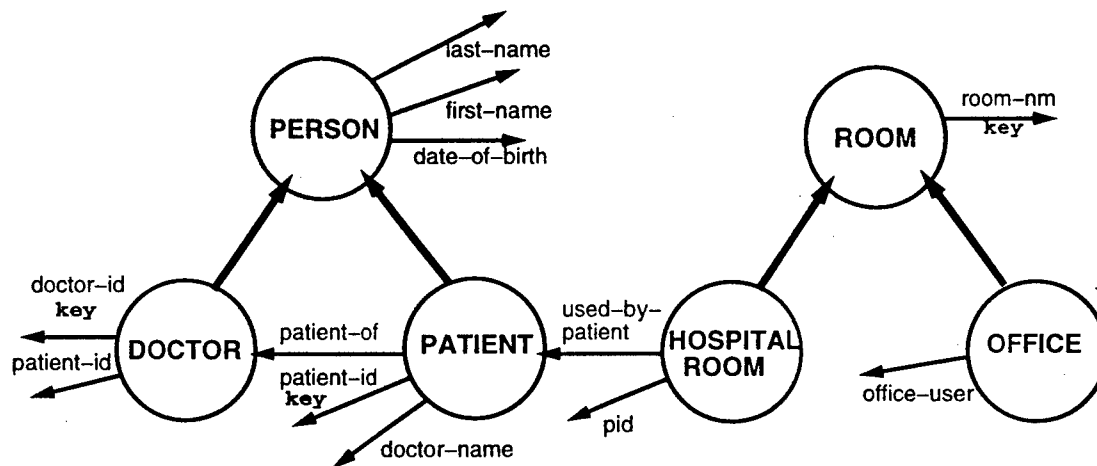 last-name
PERSON
first-name
date-of-birth
ROOM
room-nm
key
doctor-id
key
DOCTOR
patient-id
patient-of
patient-id
key
PATIENT
doctor-name
used-by-
patient
HOSPITAL
ROOM
pid
OFFICE
office-user